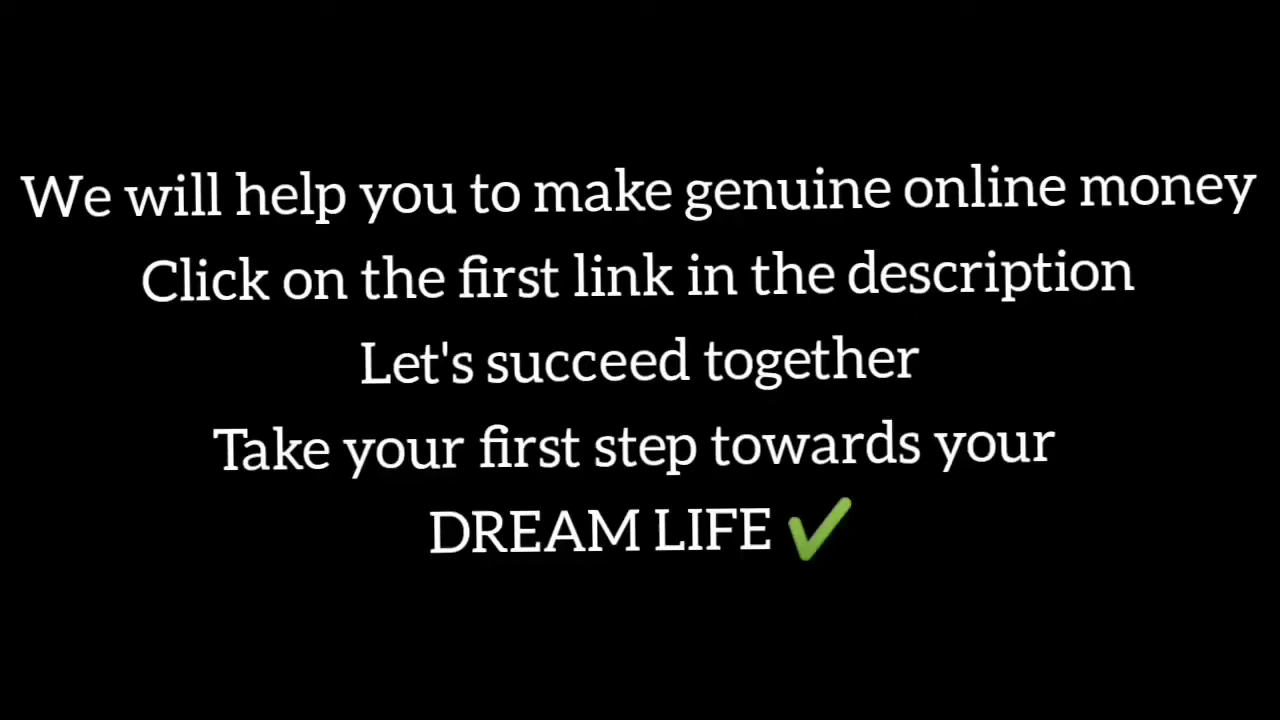 We will help you to make genuine online money
Click on the first link in the description
Let's succeed together
Take your first step towards your
DREAM LIFE ✔